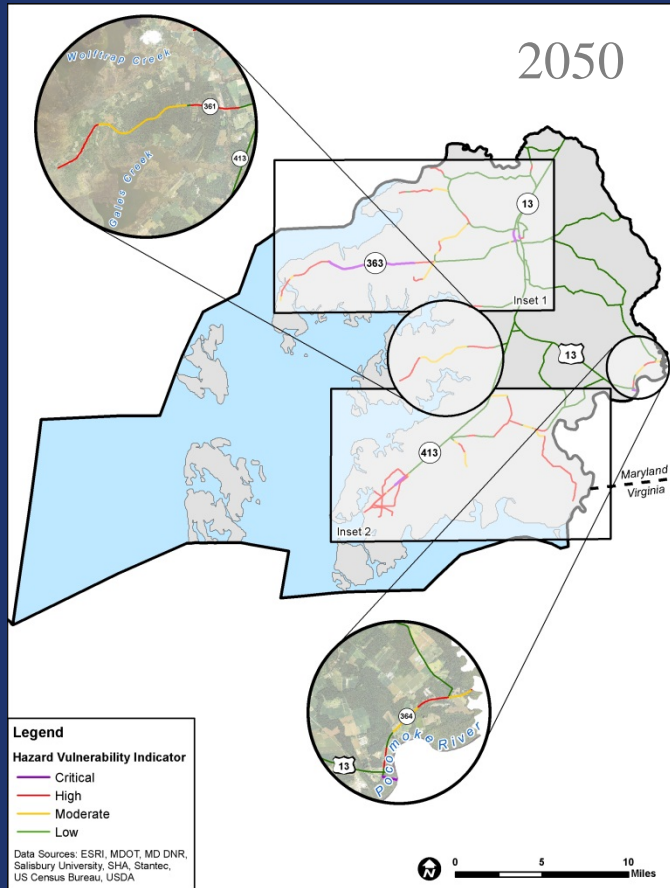 2050
Wolftrap Creek
361
413
Gales Creek
13
363
Inset 1
13
413
Maryland
Virginia
Inset 2
364
13
Pocomoke River
Legend
Hazard Vulnerability Indicator
Critical
High
Moderate
Low
Data Sources: ESRI, MDOT, MD DNR,
Salisbury University, SHA, Stantec,
US Census Bureau, USDA
N
0 5 10
Miles